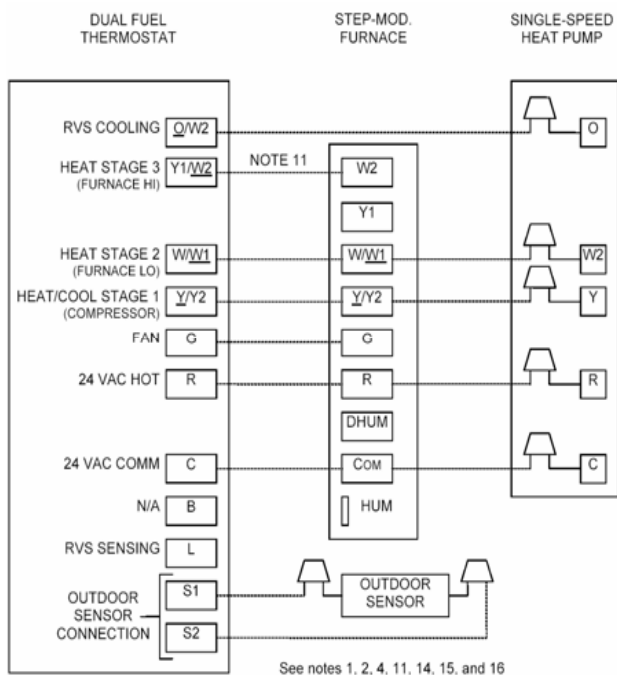 DUAL FUEL
THERMOSTAT
STEP-MOD.
FURNACE
SINGLE-SPEED
HEAT PUMP
RVS COOLING O/W2 O
HEAT STAGE 3 Y1/W2 NOTE 11 W2
(FURNACE HI)
Y1
HEAT STAGE 2 W/W1 W/W1 W2
(FURNACE LO)
HEAT/COOL STAGE 1 Y/Y2 Y/Y2 Y
(COMPRESSOR)
FAN G G
24 VAC HOT R R R
DHUM
24 VAC COMM C COM C
N/A B HUM
RVS SENSING L
OUTDOOR
SENSOR
CONNECTION
S1
S2
OUTDOOR
SENSOR
See notes 1, 2, 4, 11, 14, 15, and 16